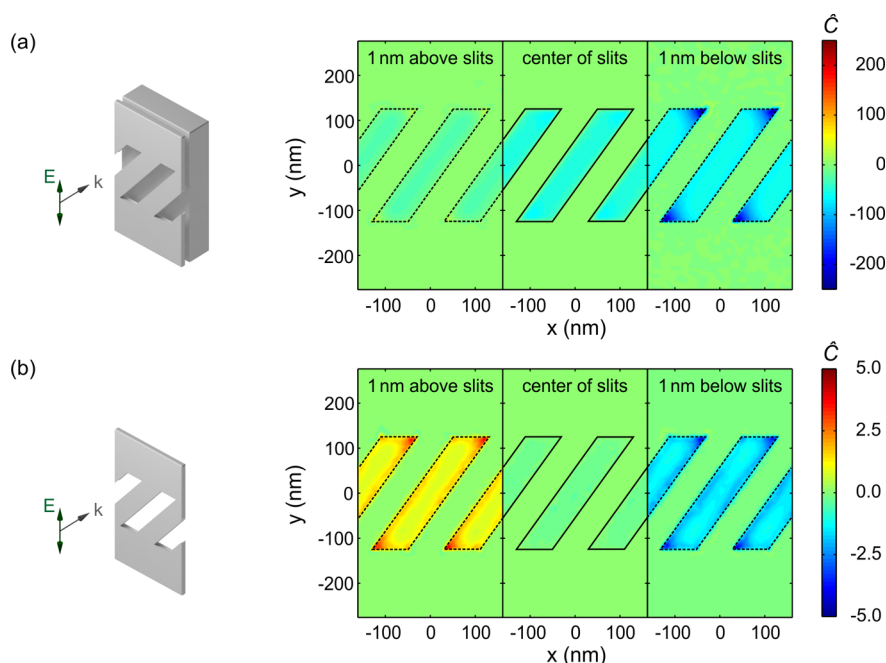 (a)
E
k
1 nm above slits
center of slits
1 nm below slits
Ĉ
y (nm)
200
100
0
-100
-200
-100 0 100 -100 0 100 -100 0 100
x (nm) x (nm)
200
100
0
-100
-200
(b)
E
k
1 nm above slits
center of slits
1 nm below slits
Ĉ
y (nm)
200
100
0
-100
-200
-100 0 100 -100 0 100 -100 0 100
x (nm) x (nm)
5.0
2.5
0
-2.5
-5.0